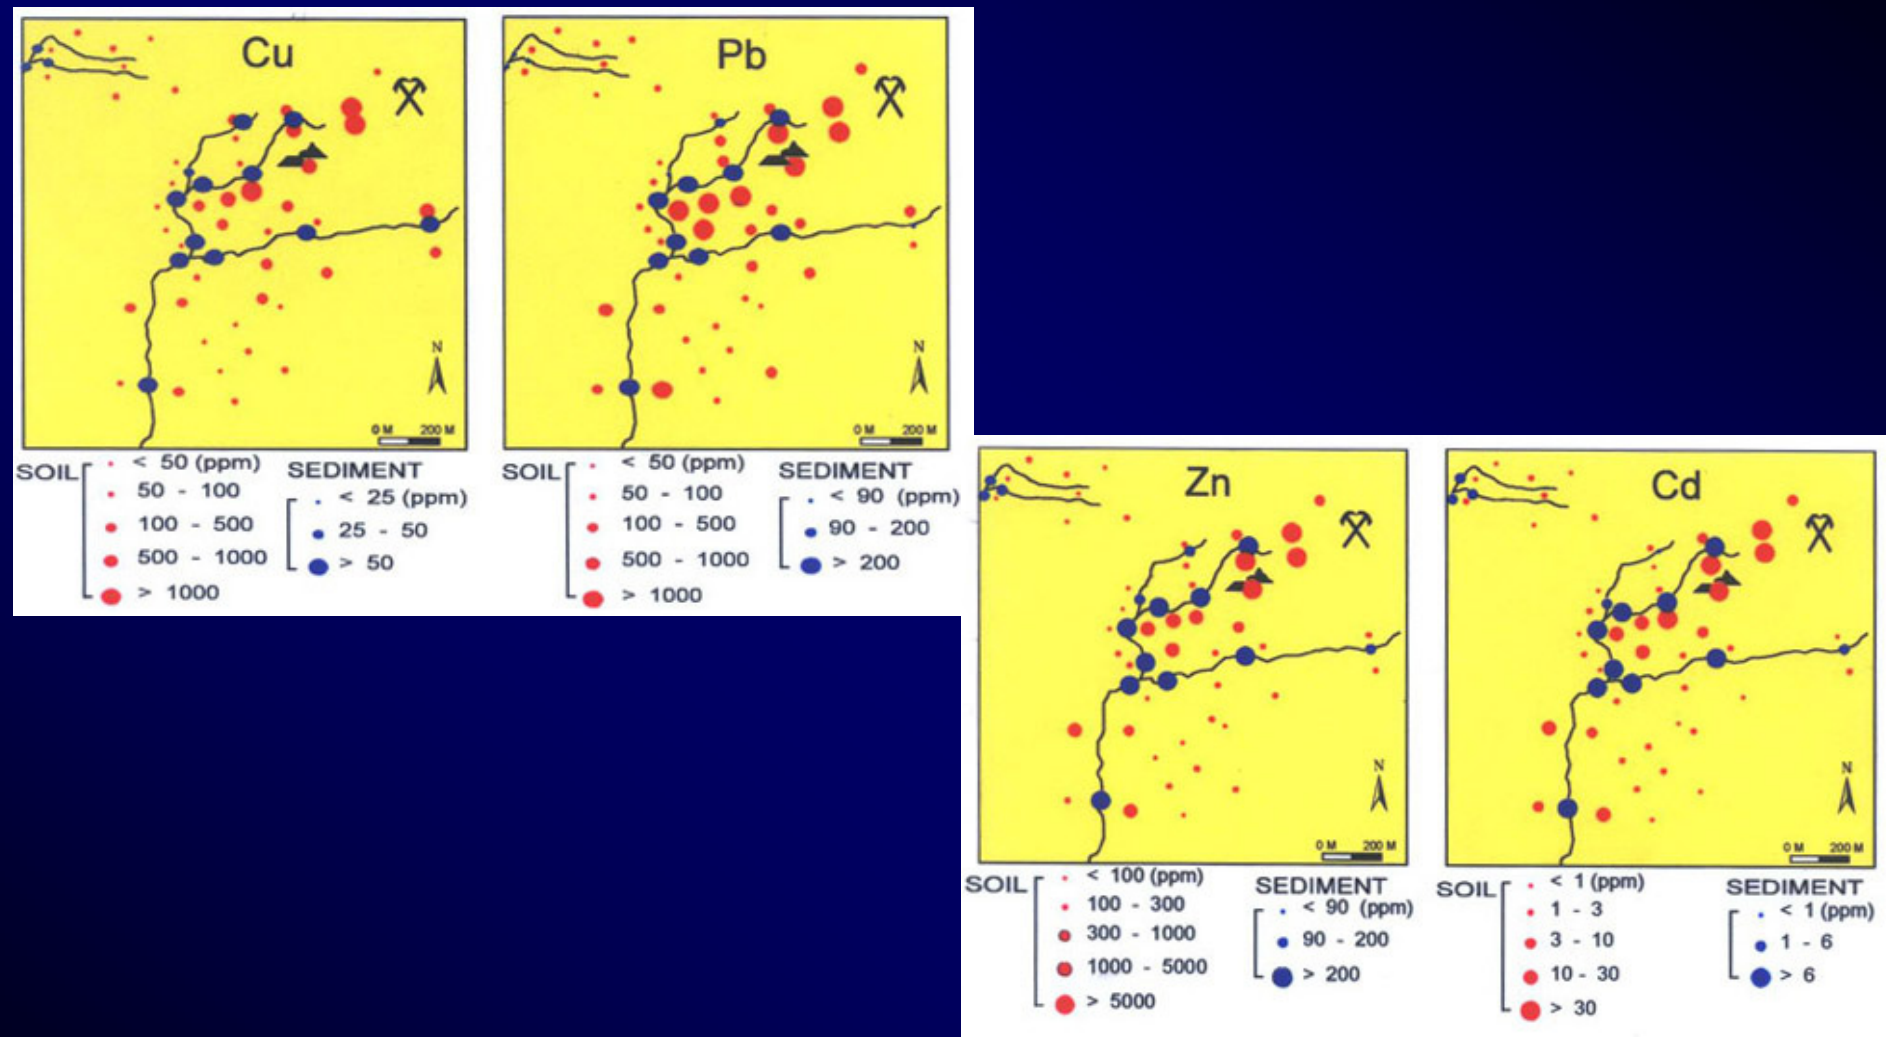 Cu
N
0 M 200 M
SOIL
< 50 (ppm)
50 - 100
100 - 500
500 - 1000
> 1000
SEDIMENT
< 25 (ppm)
25 - 50
> 50
Pb
N
0 M 200 M
SOIL
< 50 (ppm)
50 - 100
100 - 500
500 - 1000
> 1000
SEDIMENT
< 90 (ppm)
90 - 200
> 200
Zn
N
0 M 200 M
SOIL
< 100 (ppm)
100 - 300
300 - 1000
1000 - 5000
> 5000
SEDIMENT
< 90 (ppm)
90 - 200
> 200
Cd
N
0 M 200 M
SOIL
< 1 (ppm)
1 - 3
3 - 10
10 - 30
> 30
SEDIMENT
< 1 (ppm)
1 - 6
> 6